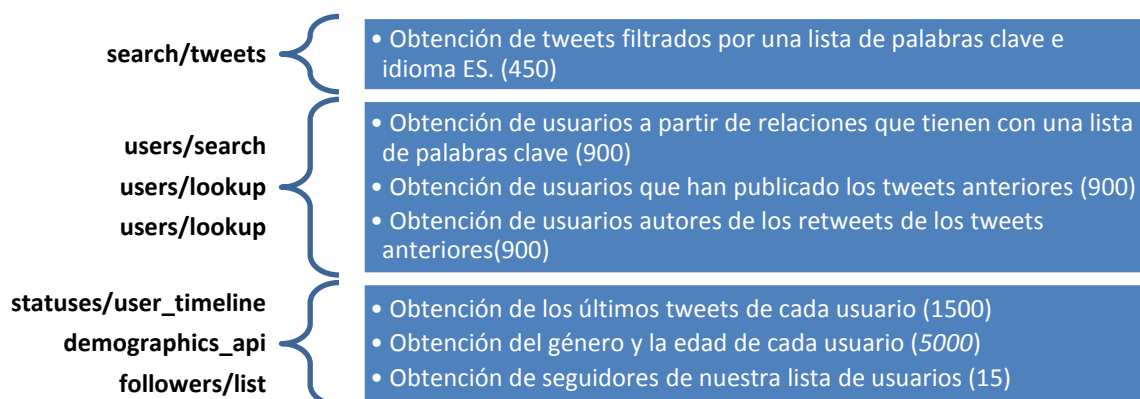 search/tweets
• Obtención de tweets filtrados por una lista de palabras clave e
idioma ES. (450)
users/search
users/lookup
users/lookup
• Obtención de usuarios a partir de relaciones que tienen con una lista
de palabras clave (900)
• Obtención de usuarios que han publicado los tweets anteriores (900)
• Obtención de usuarios autores de los retweets de los tweets
anteriores(900)
statuses/user_timeline
demographics_api
followers/list
• Obtención de los últimos tweets de cada usuario (1500)
• Obtención del género y la edad de cada usuario (5000)
• Obtención de seguidores de nuestra lista de usuarios (15)